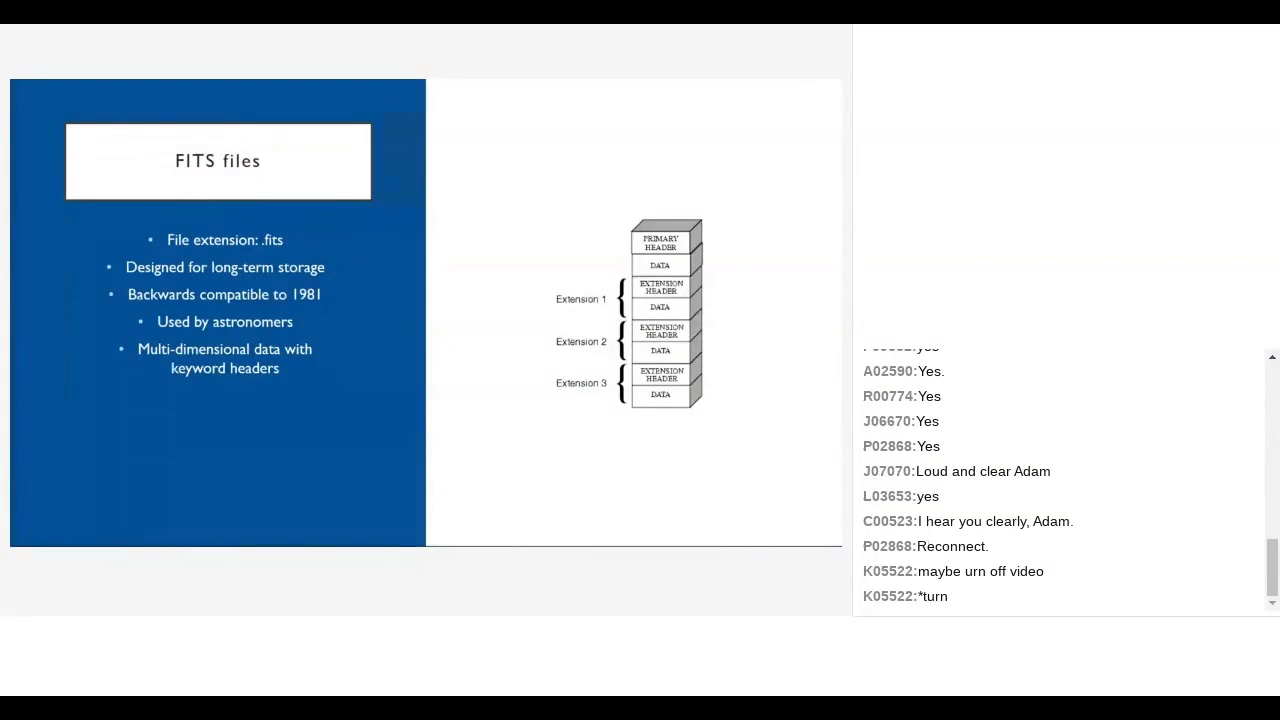 FITS files
• File extension: .fits
• Designed for long-term storage
• Backwards compatible to 1981
• Used by astronomers
• Multi-dimensional data with
keyword headers
PRIMARY
HEADER
DATA
Extension 1
EXTENSION
HEADER
DATA
Extension 2
EXTENSION
HEADER
DATA
Extension 3
EXTENSION
HEADER
DATA
A02590:Yes.
R00774:Yes
J06670:Yes
P02868:Yes
J07070:Loud and clear Adam
L03653:yes
C00523:I hear you clearly, Adam.
P02868:Reconnect.
K05522:maybe urn off video
K05522:*turn